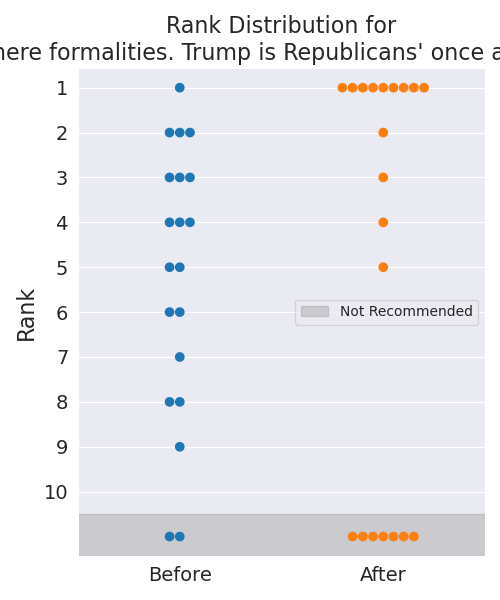 Rank Distribution for
mere formalities. Trump is Republicans' once a
1
2
3
4
5
6
7
8
9
10
Rank
Not Recommended
Before
After